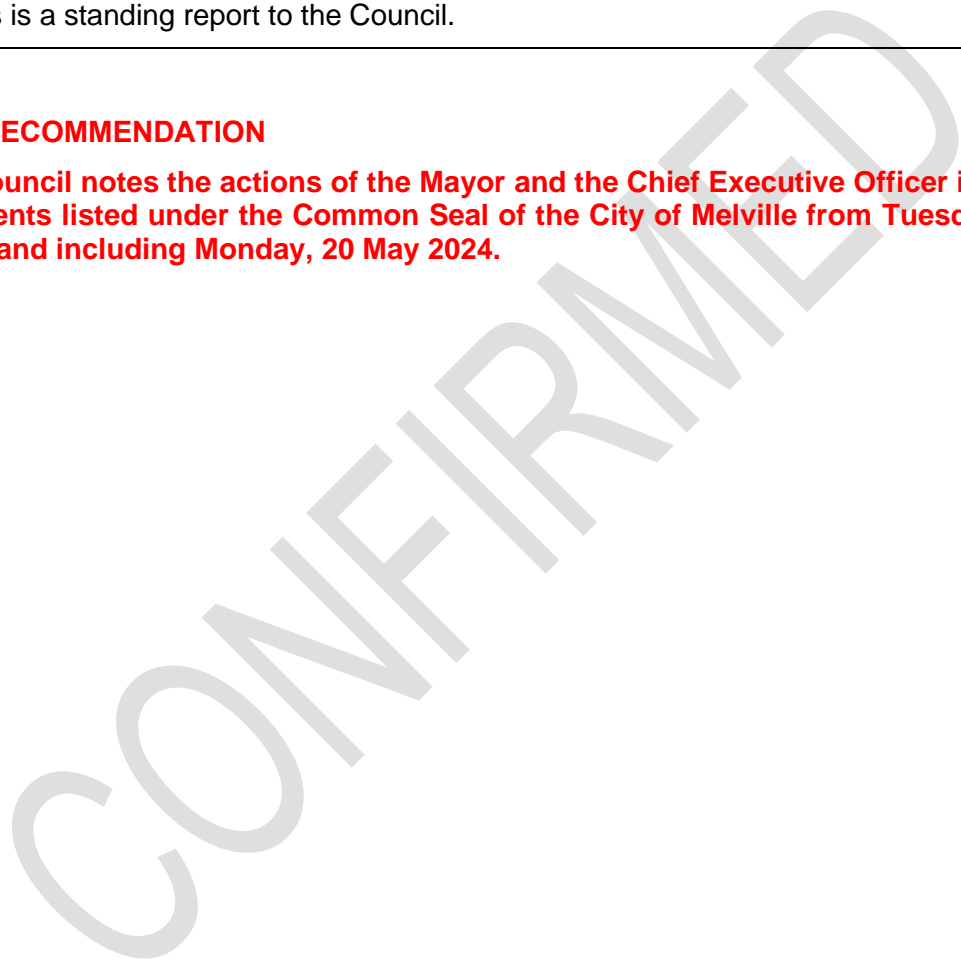 s is a standing report to the Council.
ECOMMENDATION
ouncil notes the actions of the Mayor and the Chief Executive Officer i
ents listed under the Common Seal of the City of Melville from Tuesd
and including Monday, 20 May 2024.
CONFIRMED